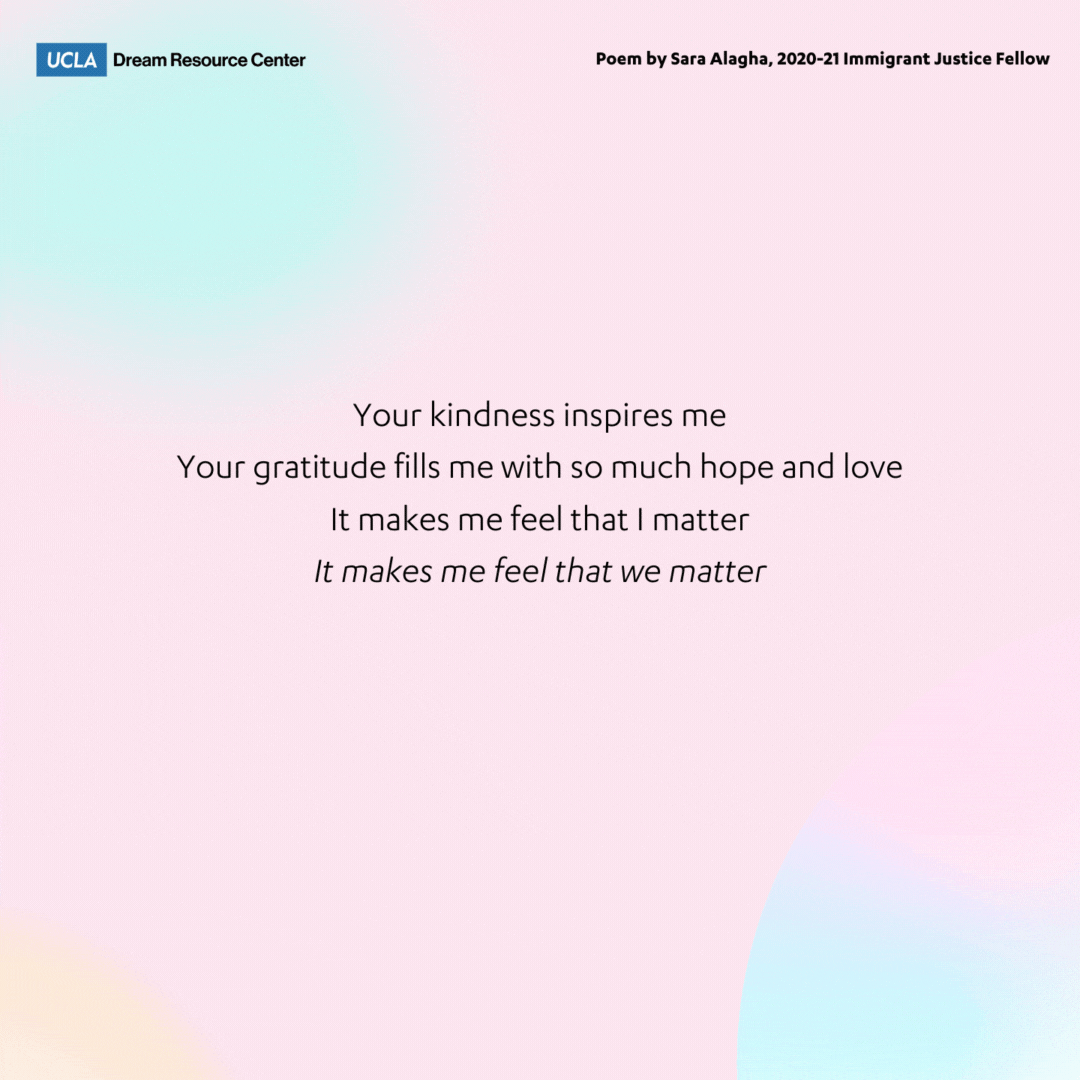 UCLA Dream Resource Center
Poem by Sara Alagha, 2020-21 Immigrant Justice Fellow
Your kindness inspires me
Your gratitude fills me with so much hope and love
It makes me feel that I matter
It makes me feel that we matter